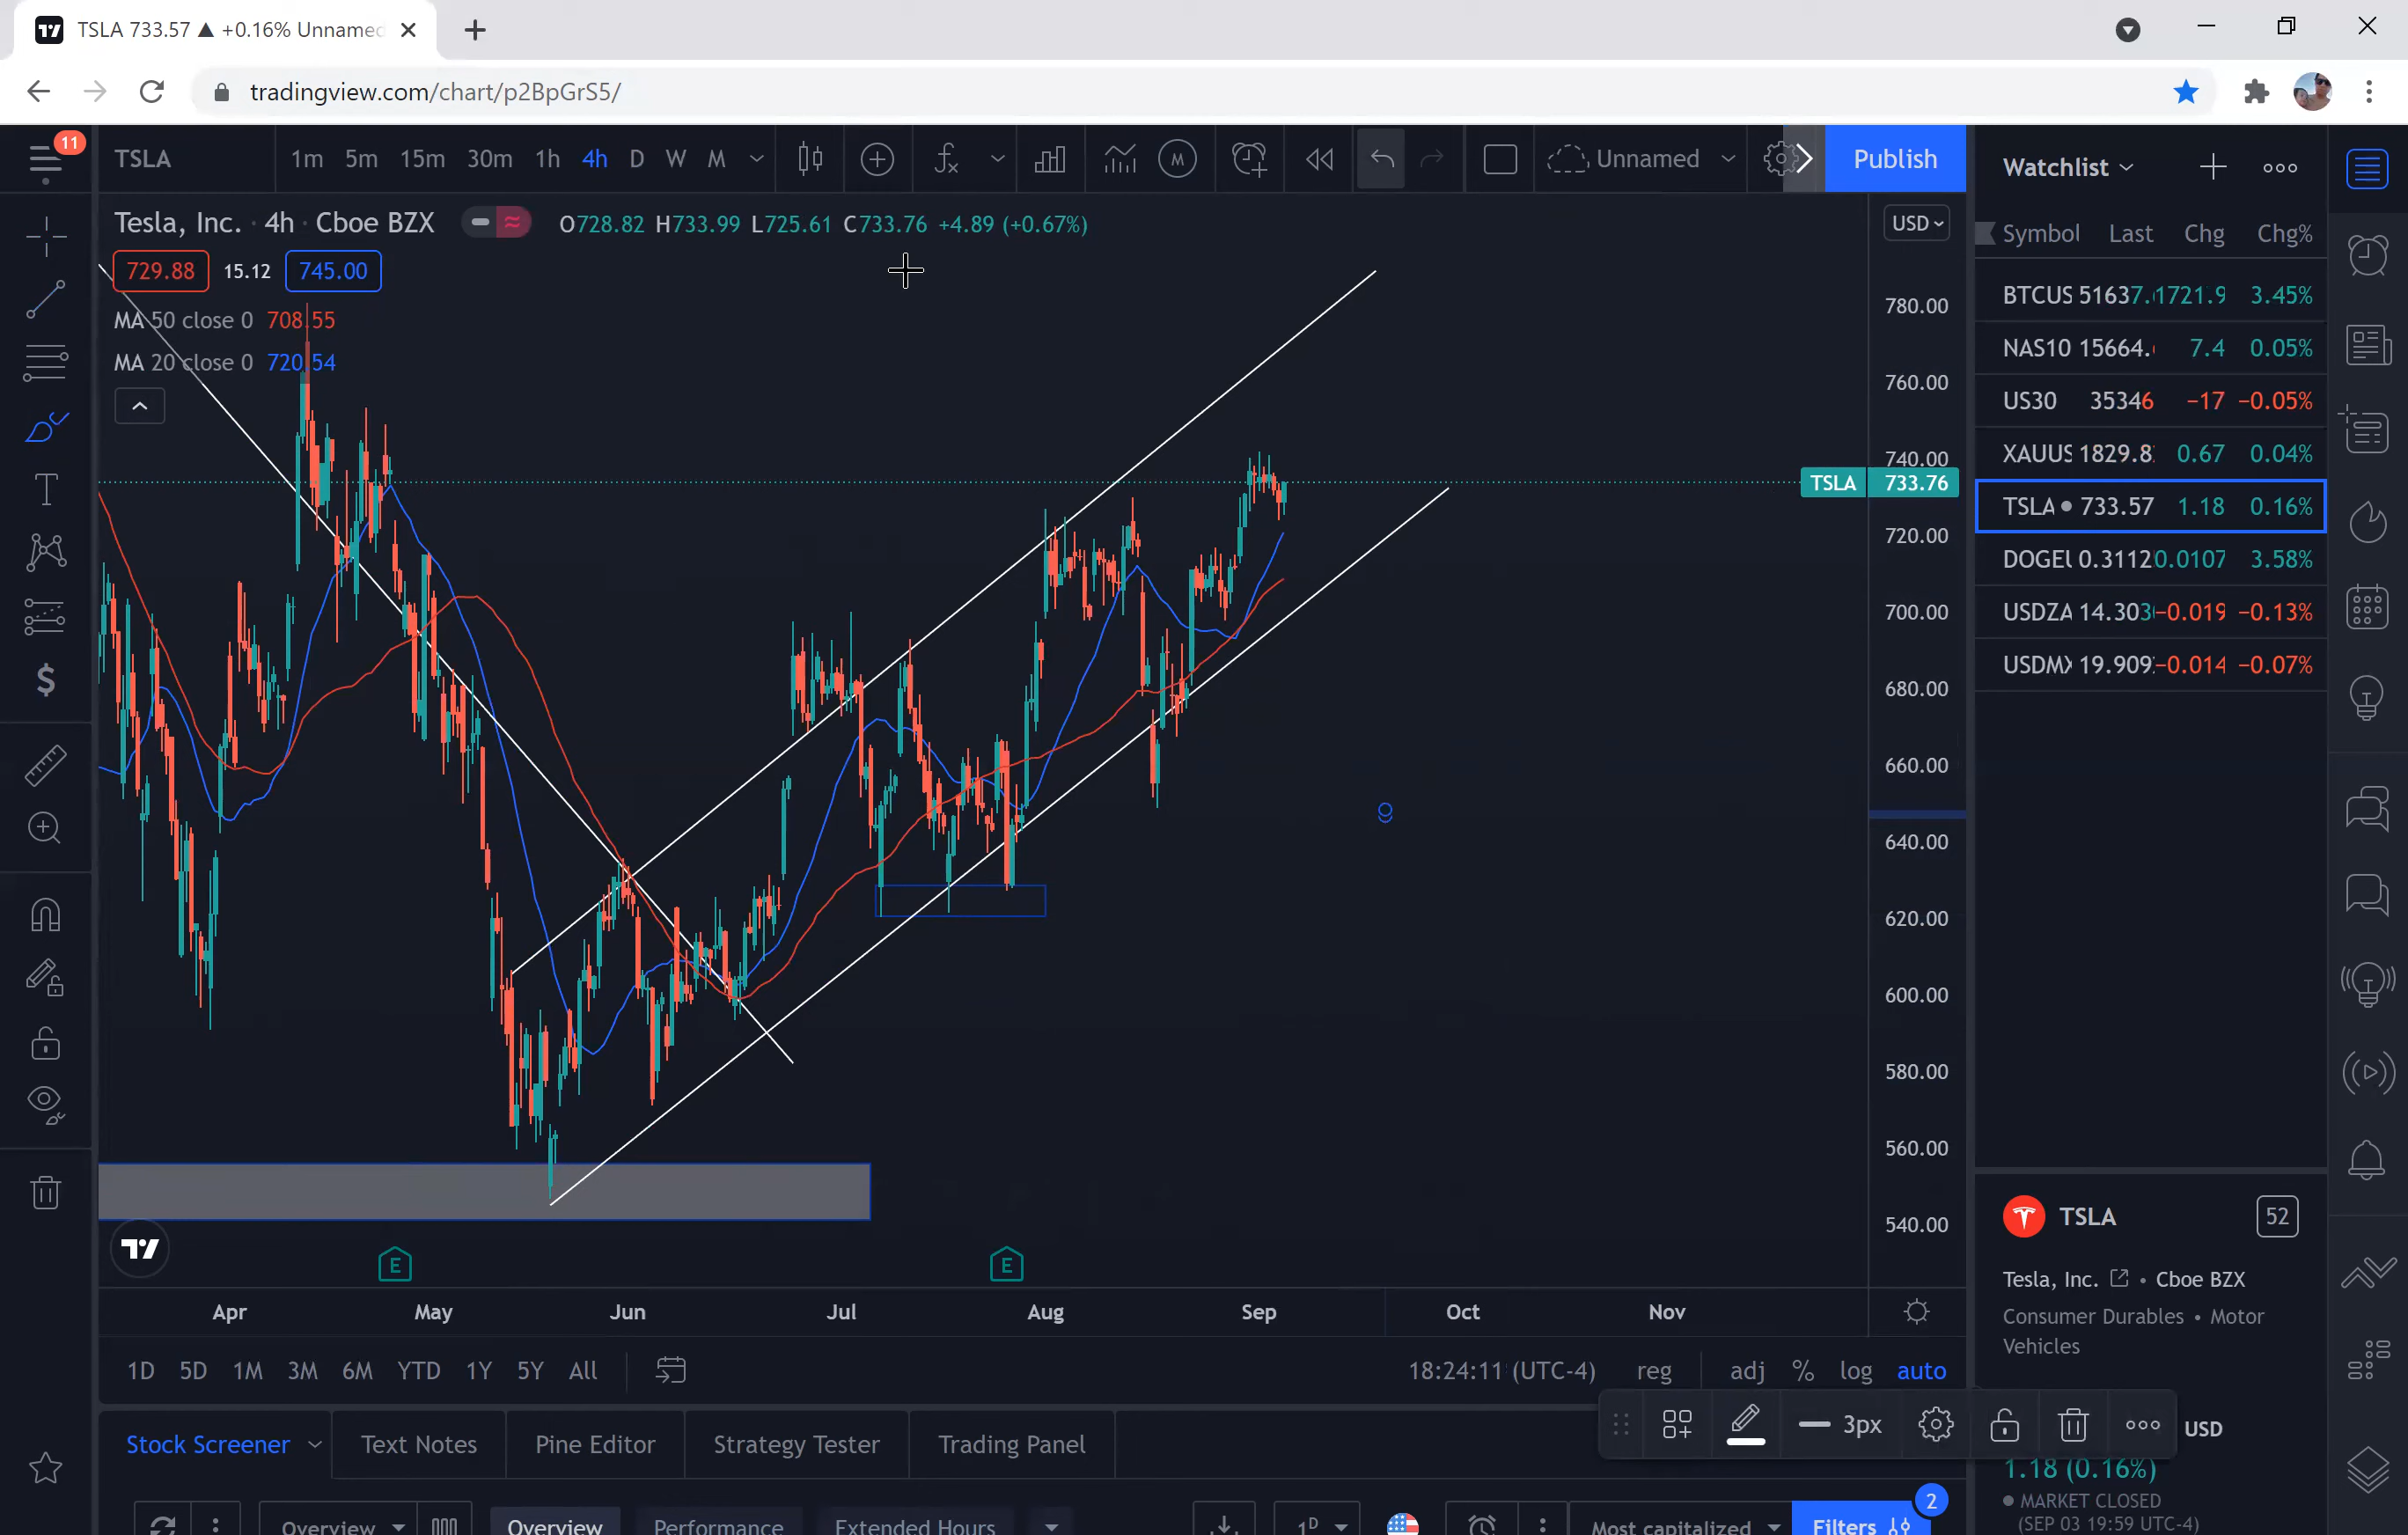 TSLA 733.57 ▲ +0.16% Unnamed
tradingview.com/chart/p2BpGrS5/
11
TSLA 1m 5m 15m 30m 1h 4h D W M Unnamed Publish
Watchlist
Tesla, Inc. · 4h · Cboe BZX O728.82 H733.99 L725.61 C733.76 +4.89 (+0.67%)
USD
729.88 15.12 745.00
MA 50 close 0 708.55
MA 20 close 0 720.54
780.00
760.00
740.00
TSLA 733.76
720.00
700.00
680.00
660.00
640.00
620.00
600.00
580.00
560.00
540.00
E E
Apr May Jun Jul Aug Sep Oct Nov
1D 5D 1M 3M 6M YTD 1Y 5Y All
18:24:11 (UTC-4) reg adj % log auto
Stock Screener Text Notes Pine Editor Strategy Tester Trading Panel
3px
Overview Overview Performance Extended Hours 1D Most capitalized Filters 2
Symbol Last Chg Chg%
BTCUS 51637. 1721.9 3.45%
NAS10 15664. 7.4 0.05%
US30 35346 −17 −0.05%
XAUUS 1829.8 0.67 0.04%
TSLA 733.57 1.18 0.16%
DOGEU 0.3112 0.0107 3.58%
USDZA 14.303 −0.019 −0.13%
USDMX 19.909 −0.014 −0.07%
TSLA 52
Tesla, Inc. • Cboe BZX
Consumer Durables • Motor
Vehicles
USD
1.18 (0.16%)
MARKET CLOSED
(SEP 03 19:59 UTC-4)